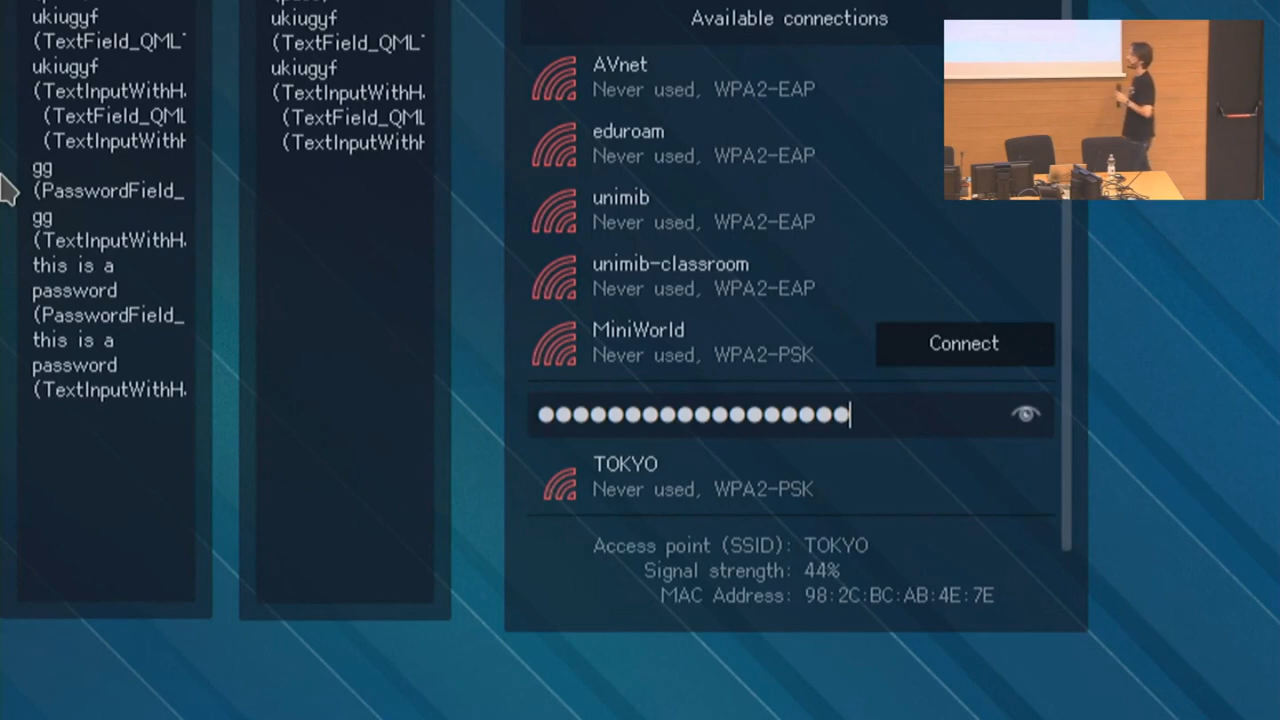 ukiugyf
(TextField_QML
ukiugyf
(TextInputWithH
(TextField_QML
(TextInputWithH
gg
(PasswordField_
gg
(TextInputWithH
this is a
password
(PasswordField_
this is a
password
(TextInputWithH
ukiugyf
(TextField_QML
ukiugyf
(TextInputWithH
(TextField_QML
(TextInputWithH
Available connections
AVnet
Never used, WPA2-EAP
eduroam
Never used, WPA2-EAP
unimib
Never used, WPA2-EAP
unimib-classroom
Never used, WPA2-EAP
MiniWorld
Never used, WPA2-PSK
Connect
TOKYO
Never used, WPA2-PSK
Access point (SSID): TOKYO
Signal strength: 44%
MAC Address: 98:2C:BC:AB:4E:7E